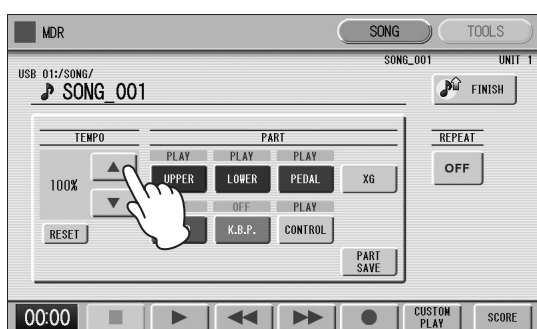 MDR
SONG
TOOLS
SONG_001
UNIT 1
USB 01:/SONG/
SONG_001
FINISH
TEMPO
PART
REPEAT
PLAY
PLAY
PLAY
100%
UPPER
LOWER
PEDAL
XG
OFF
OFF
PLAY
RESET
K.B.P.
CONTROL
PART
SAVE
00:00
CUSTOM
PLAY
SCORE